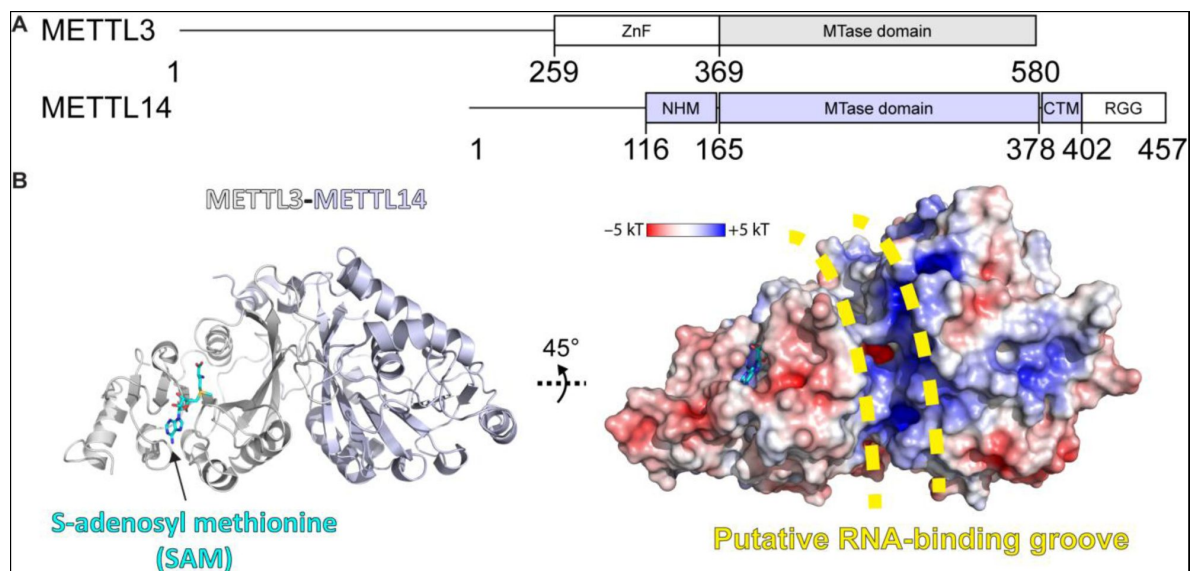 A
METTL3
ZnF
MTase domain
1
259
369
580
METTL14
NHM
MTase domain
CTM
RGG
1
116
165
378
402
457
B
METTL3-METTL14
−5 kT
+5 kT
45°
S-adenosyl methionine
(SAM)
Putative RNA-binding groove